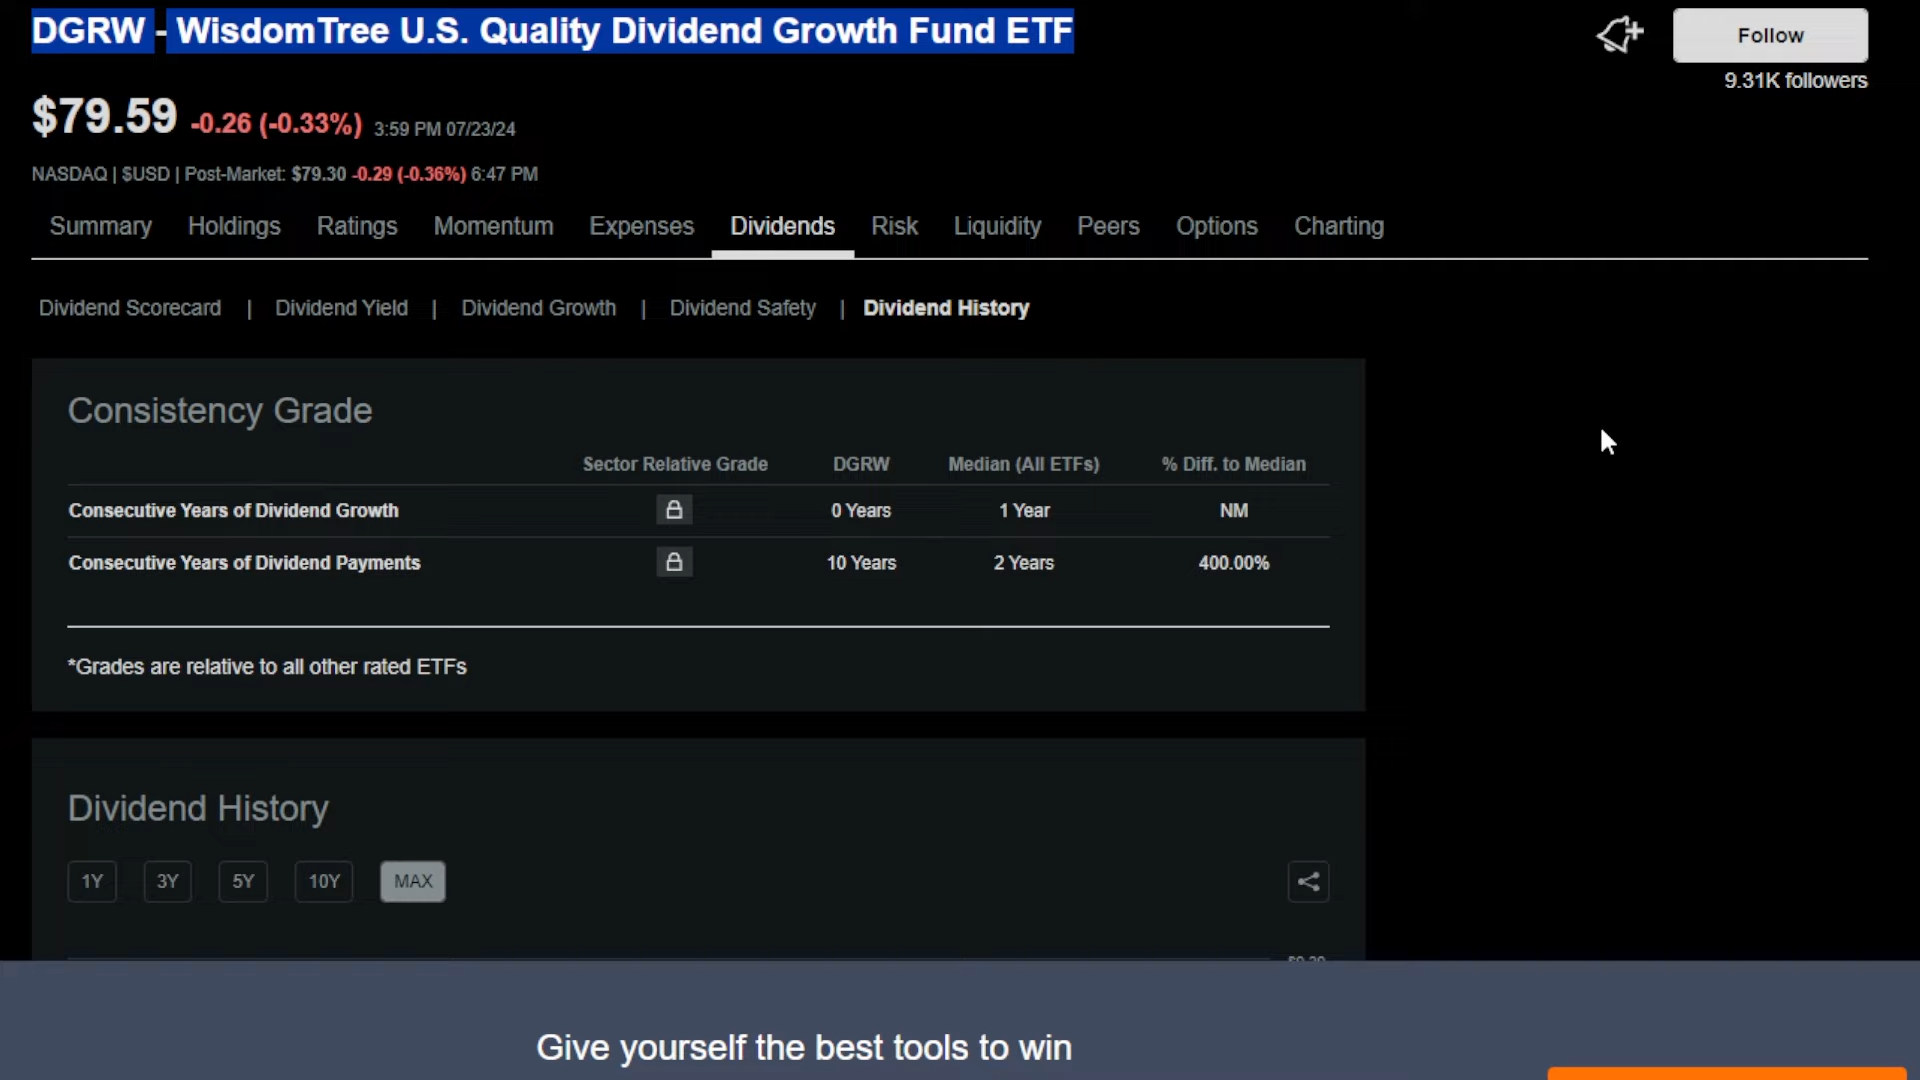 DGRW - WisdomTree U.S. Quality Dividend Growth Fund ETF
Follow
9.31K followers
$79.59 -0.26 (-0.33%) 3:59 PM 07/23/24
NASDAQ | $USD | Post-Market: $79.30 -0.29 (-0.36%) 6:47 PM
Summary Holdings Ratings Momentum Expenses Dividends Risk Liquidity Peers Options Charting
Dividend Scorecard | Dividend Yield | Dividend Growth | Dividend Safety | Dividend History
Consistency Grade
Sector Relative Grade DGRW Median (All ETFs) % Diff. to Median
Consecutive Years of Dividend Growth 0 Years 1 Year NM
Consecutive Years of Dividend Payments 10 Years 2 Years 400.00%
*Grades are relative to all other rated ETFs
Dividend History
1Y 3Y 5Y 10Y MAX
Give yourself the best tools to win